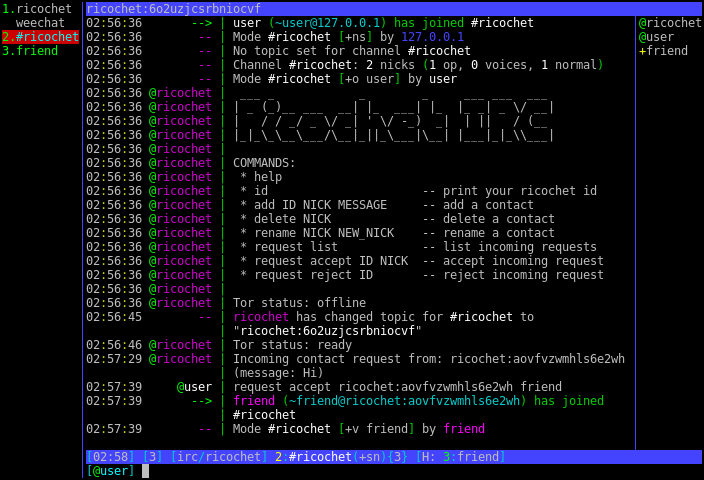 1.ricochet
weechat
2.#ricochet
3.friend
ricochet:6o2uzjcsrbniocvf
02:56:36 --> | user (~user@127.0.0.1) has joined #ricochet
02:56:36 -- | Mode #ricochet [+ns] by 127.0.0.1
02:56:36 -- | No topic set for channel #ricochet
02:56:36 -- | Channel #ricochet: 2 nicks (1 op, 0 voices, 1 normal)
02:56:36 -- | Mode #ricochet [+o user] by user
02:56:36 @ricochet |
02:56:36 @ricochet |
02:56:36 @ricochet |
02:56:36 @ricochet |
02:56:36 @ricochet |
02:56:36 @ricochet | COMMANDS:
02:56:36 @ricochet | * help
02:56:36 @ricochet | * id -- print your ricochet id
02:56:36 @ricochet | * add ID NICK MESSAGE -- add a contact
02:56:36 @ricochet | * delete NICK -- delete a contact
02:56:36 @ricochet | * rename NICK NEW_NICK -- rename a contact
02:56:36 @ricochet | * request list -- list incoming requests
02:56:36 @ricochet | * request accept ID NICK -- accept incoming request
02:56:36 @ricochet | * request reject ID -- reject incoming request
02:56:36 @ricochet |
02:56:36 @ricochet | Tor status: offline
02:56:45 -- | ricochet has changed topic for #ricochet to
| "ricochet:6o2uzjcsrbniocvf"
02:56:46 @ricochet | Tor status: ready
02:57:29 @ricochet | Incoming contact request from: ricochet:aovfvzwmhls6e2wh
| (message: Hi)
02:57:39 @user | request accept ricochet:aovfvzwmhls6e2wh friend
02:57:39 --> | friend (~friend@ricochet:aovfvzwmhls6e2wh) has joined
| #ricochet
02:57:39 -- | Mode #ricochet [+v friend] by friend
@ricochet
@user
+friend
[02:58] [3] [irc/ricochet] 2:#ricochet(+sn){3} [H: 3:friend]
[@user]